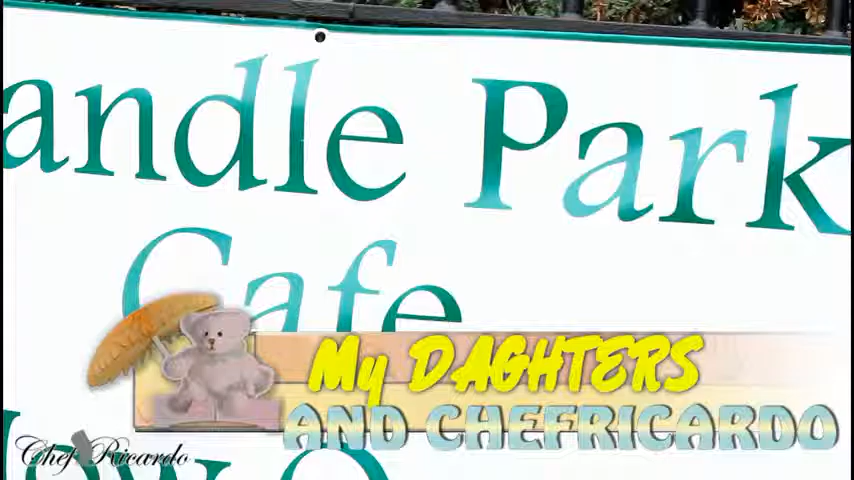 andle Park
Cafe
My DAGHTERS
AND CHEFRICARDO
Chef Ricardo